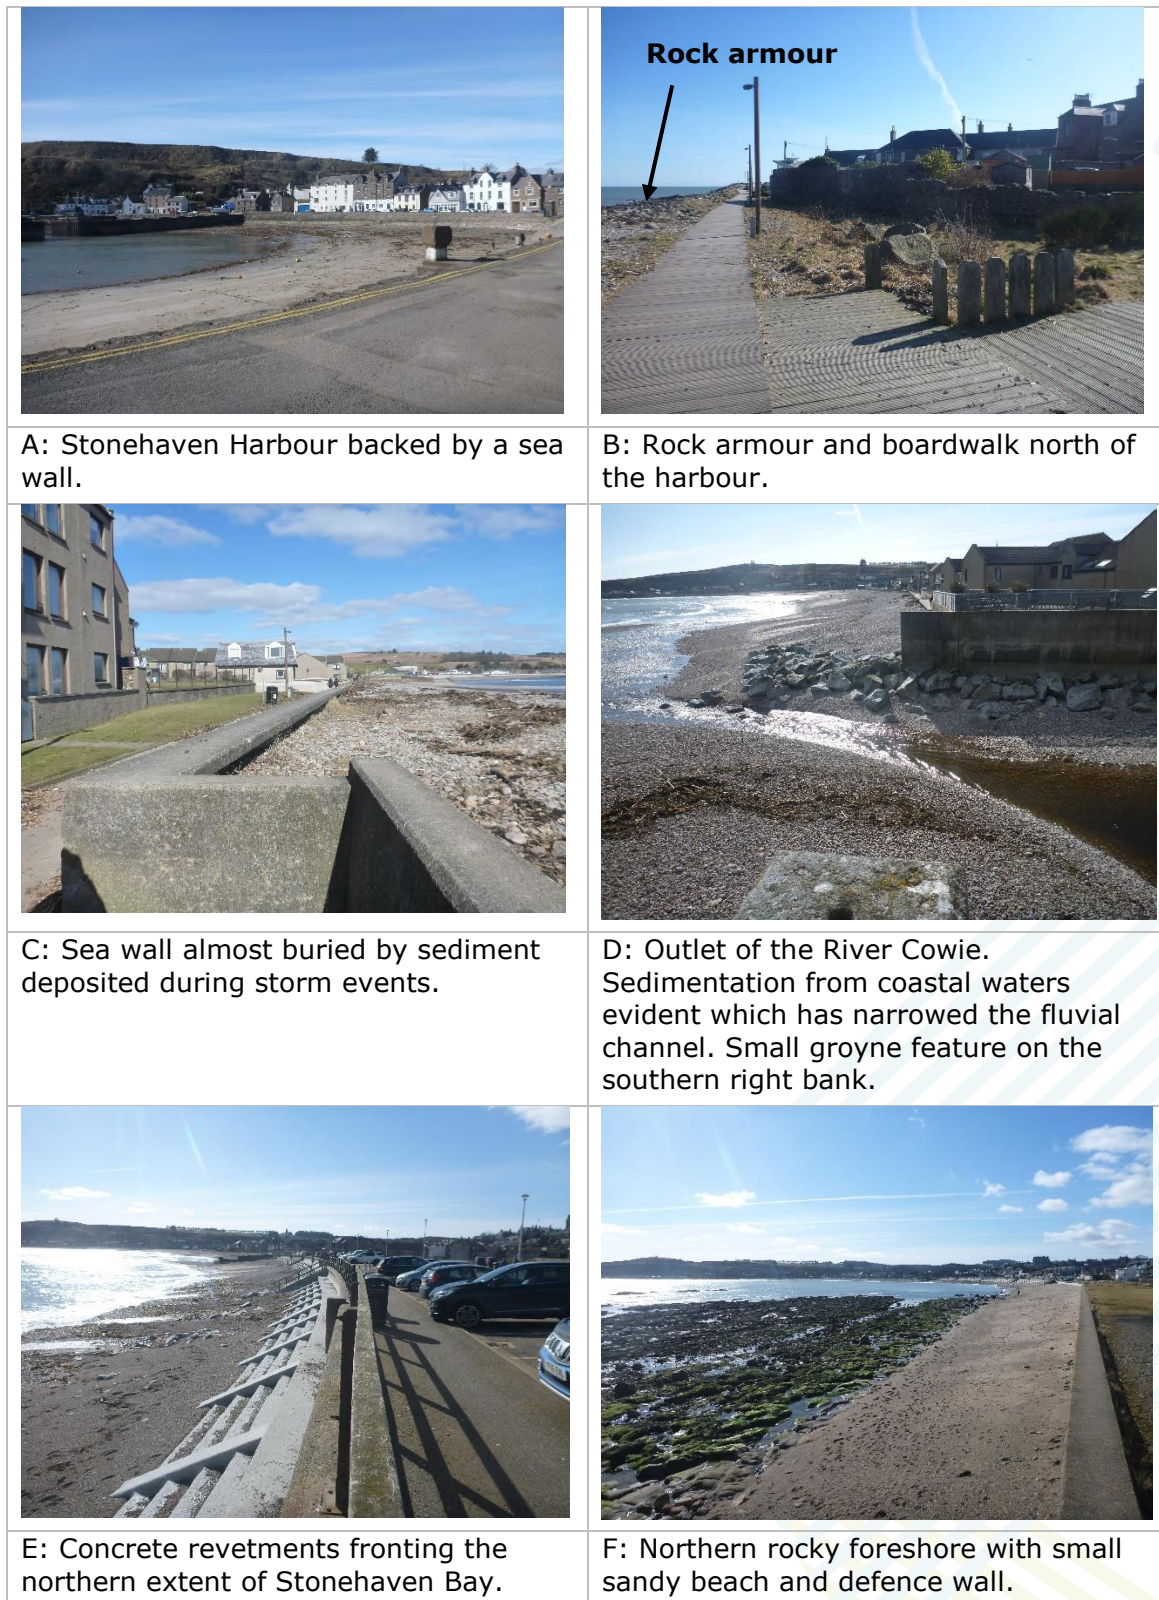 Rock armour
A: Stonehaven Harbour backed by a sea
wall.
B: Rock armour and boardwalk north of
the harbour.
C: Sea wall almost buried by sediment
deposited during storm events.
D: Outlet of the River Cowie.
Sedimentation from coastal waters
evident which has narrowed the fluvial
channel. Small groyne feature on the
southern right bank.
E: Concrete revetments fronting the
northern extent of Stonehaven Bay.
F: Northern rocky foreshore with small
sandy beach and defence wall.